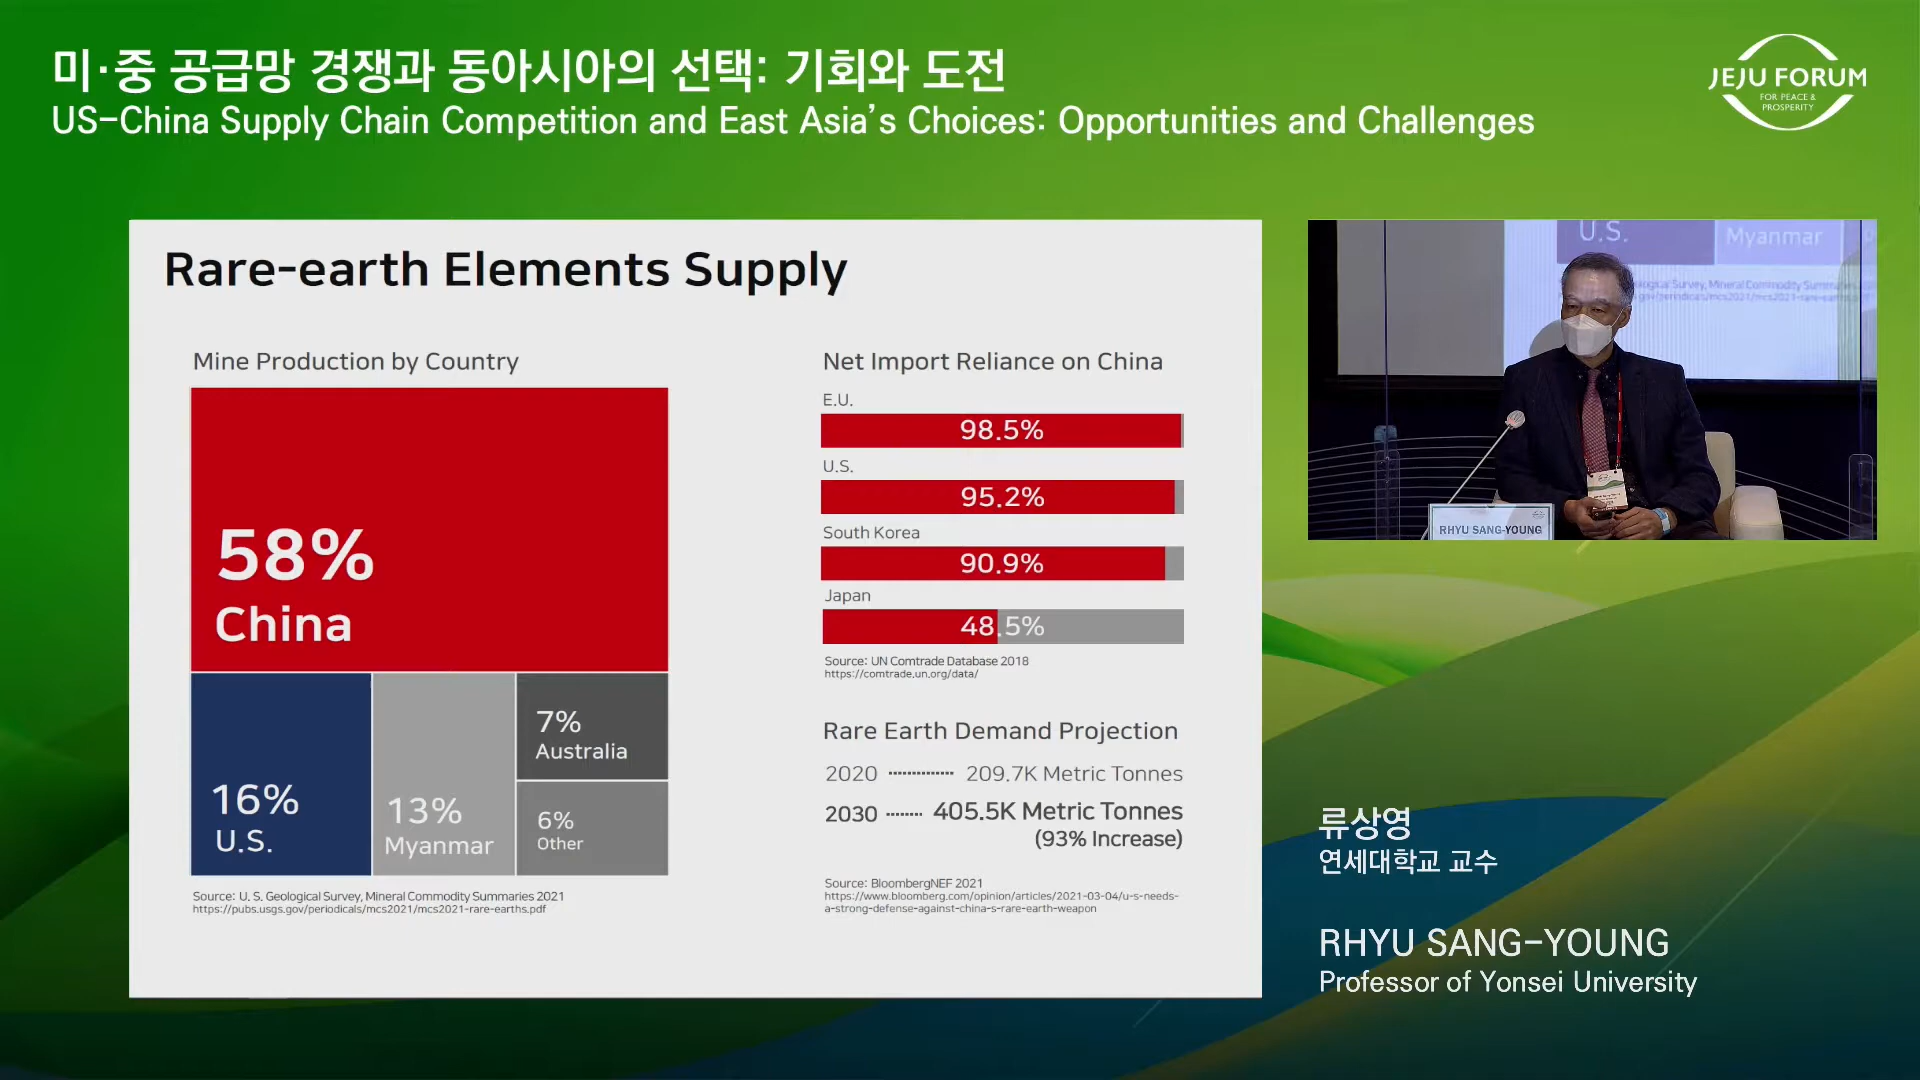 미·중 공급망 경쟁과 동아시아의 선택: 기회와 도전
US-China Supply Chain Competition and East Asia's Choices: Opportunities and Challenges
JEJU FORUM
FOR PEACE &
PROSPERITY
Rare-earth Elements Supply
Mine Production by Country
58%
China
16%
U.S.
13%
Myanmar
7%
Australia
6%
Other
Source: U. S. Geological Survey, Mineral Commodity Summaries 2021
https://pubs.usgs.gov/periodicals/mcs2021/mcs2021-rare-earths.pdf
Net Import Reliance on China
E.U.
98.5%
U.S.
95.2%
South Korea
90.9%
Japan
48.5%
Source: UN Comtrade Database 2018
https://comtrade.un.org/data/
Rare Earth Demand Projection
2020 ............ 209.7K Metric Tonnes
2030 ....... 405.5K Metric Tonnes
(93% Increase)
Source: BloombergNEF 2021
https://www.bloomberg.com/opinion/articles/2021-03-04/u-s-needs-
a-strong-defense-against-china-s-rare-earth-weapon
U.S.
Myanmar
Survey, Mineral Commodity
RHYU SANG-YOUNG
류상영
연세대학교 교수
RHYU SANG-YOUNG
Professor of Yonsei University